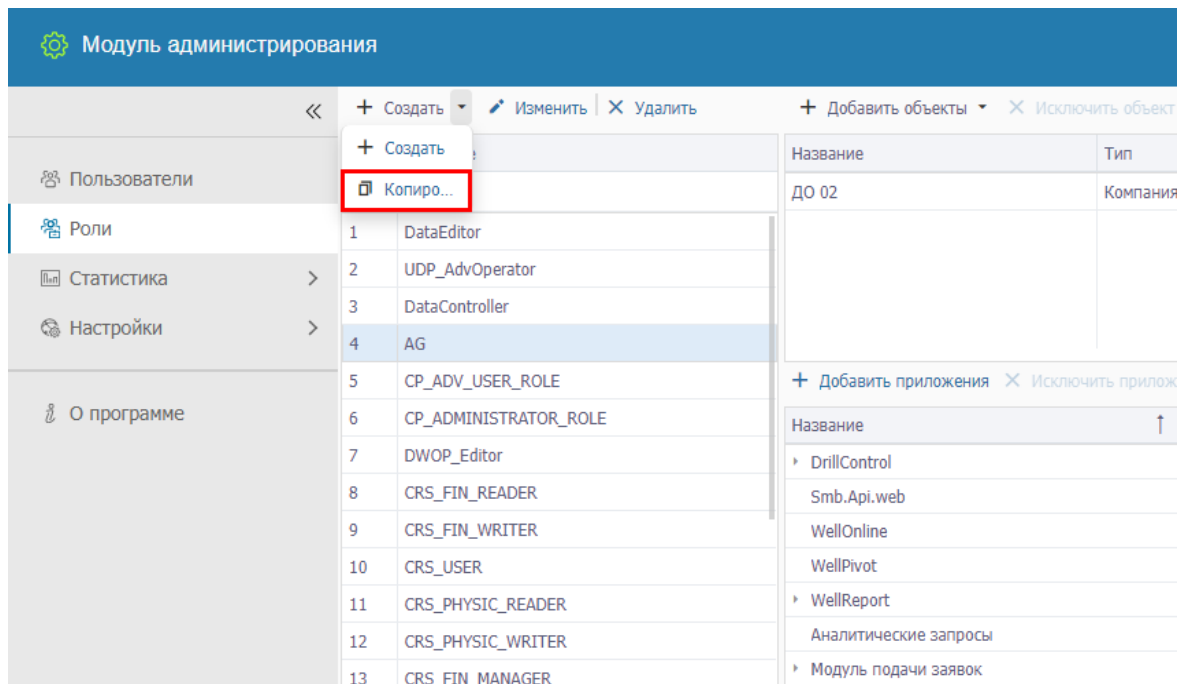 Модуль администрирования
Создать Изменить Удалить
Добавить объекты Исключить объект
Создать
Копиро...
Название Тип
ДО 02 Компания
Пользователи
Роли
Статистика
Настройки
О программе
1 DataEditor
2 UDP_AdvOperator
3 DataController
4 AG
5 CP_ADV_USER_ROLE
6 CP_ADMINISTRATOR_ROLE
7 DWOP_Editor
8 CRS_FIN_READER
9 CRS_FIN_WRITER
10 CRS_USER
11 CRS_PHYSIC_READER
12 CRS_PHYSIC_WRITER
13 CRS_FIN_MANAGER
Добавить приложения Исключить прилож
Название
DrillControl
Smb.Api.web
WellOnline
WellPivot
WellReport
Аналитические запросы
Модуль подачи заявок